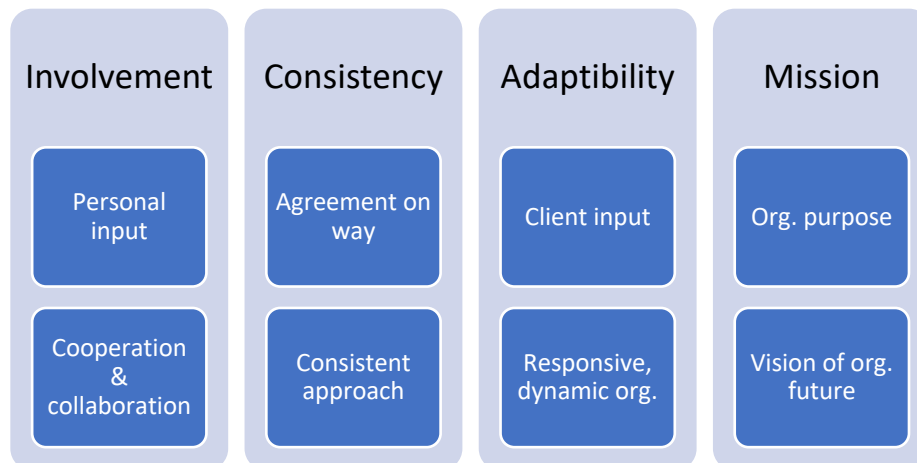 Involvement
Personal
input
Cooperation
&
collaboration
Consistency
Agreement on
way
Consistent
approach
Adaptibility
Client input
Responsive,
dynamic org.
Mission
Org. purpose
Vision of org.
future